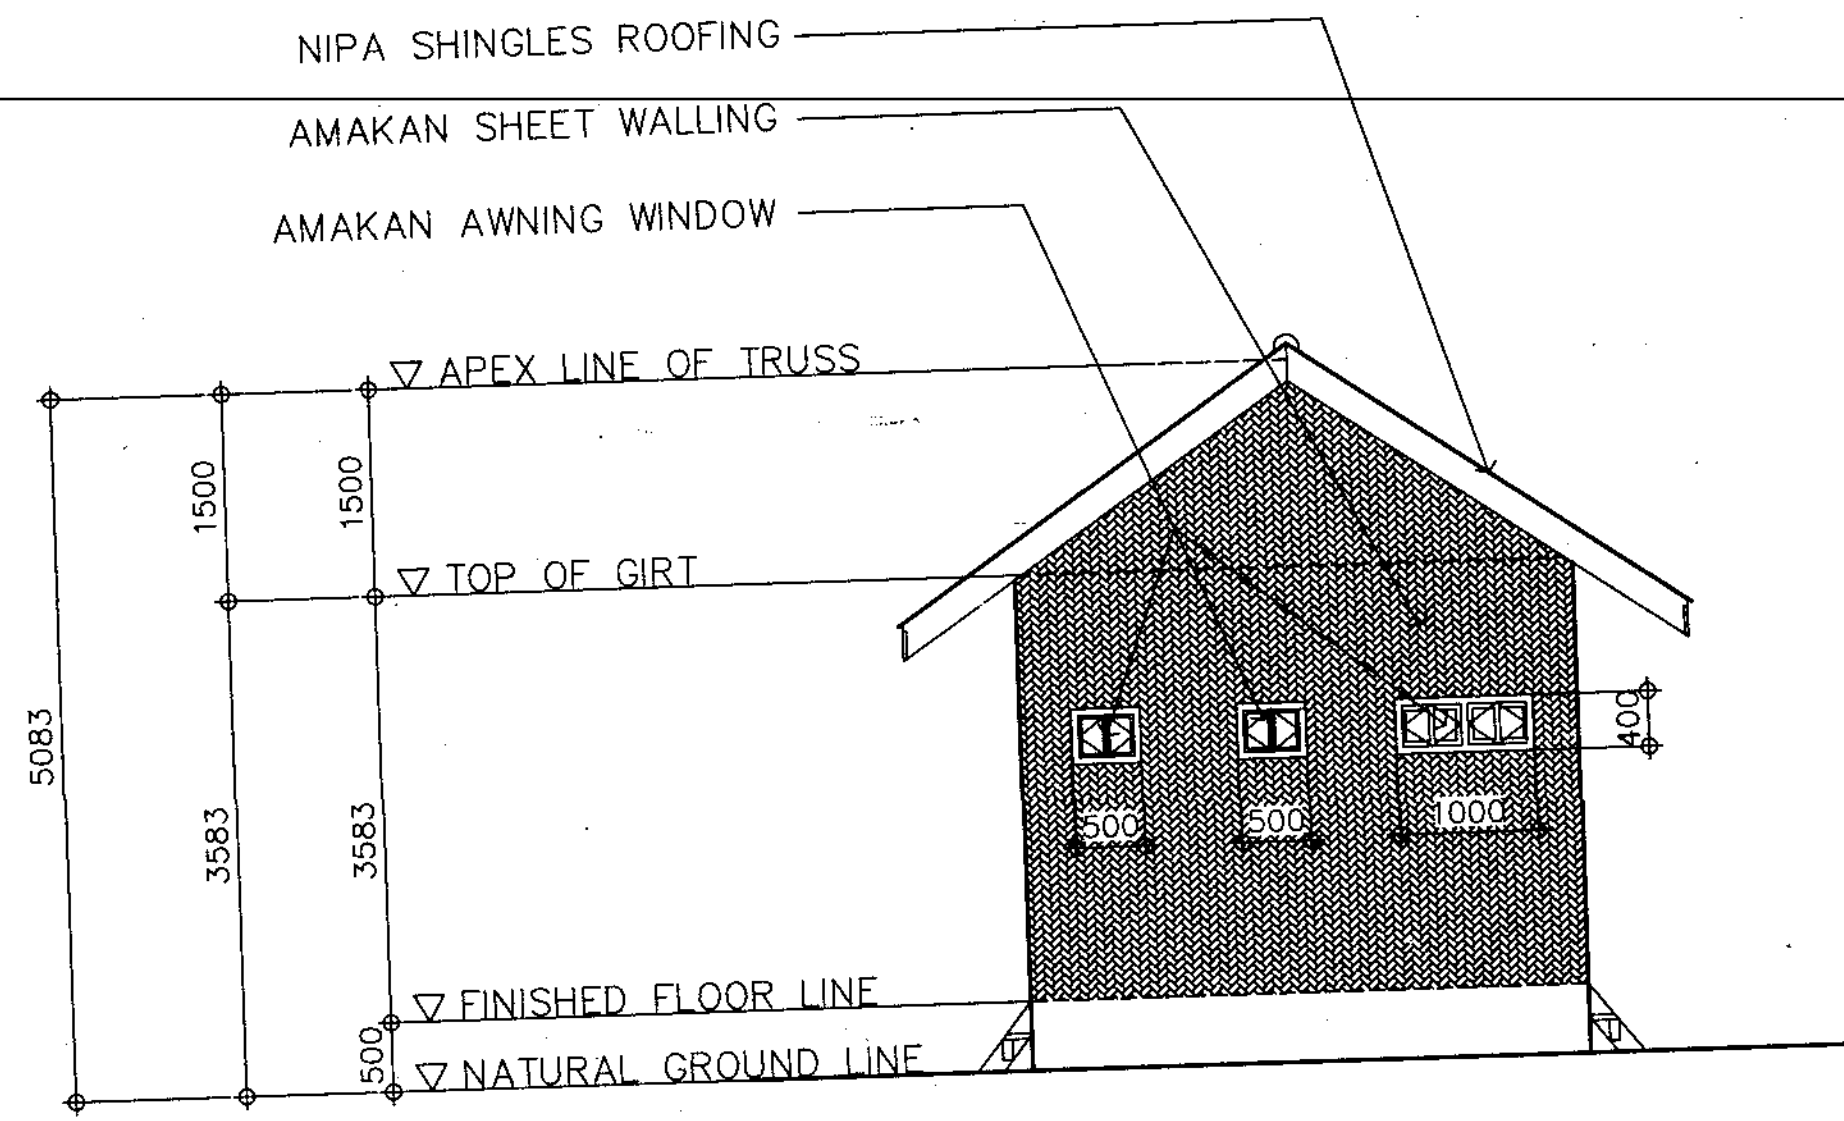 NIPA SHINGLES ROOFING
AMAKAN SHEET WALLING
AMAKAN AWNING WINDOW
APEX LINE OF TRUSS
1500
1500
TOP OF GIRT
5083
3583
3583
400
500
500
1000
FINISHED FLOOR LINE
500
NATURAL GROUND LINE